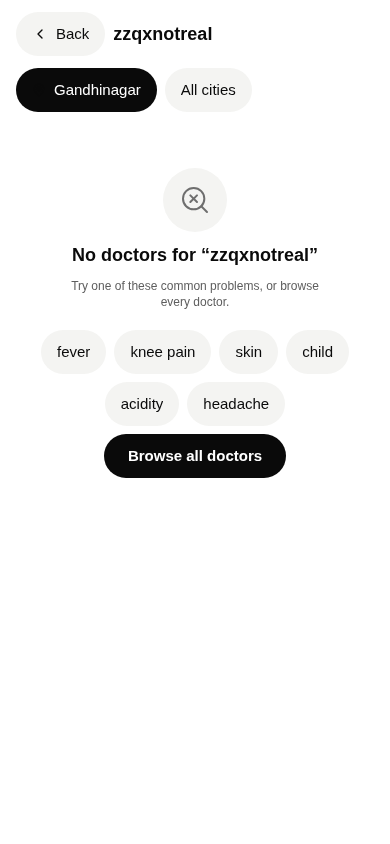 Back zzqxnotreal
Gandhinagar All cities
No doctors for “zzqxnotreal”
Try one of these common problems, or browse
every doctor.
fever knee pain skin child
acidity headache
Browse all doctors